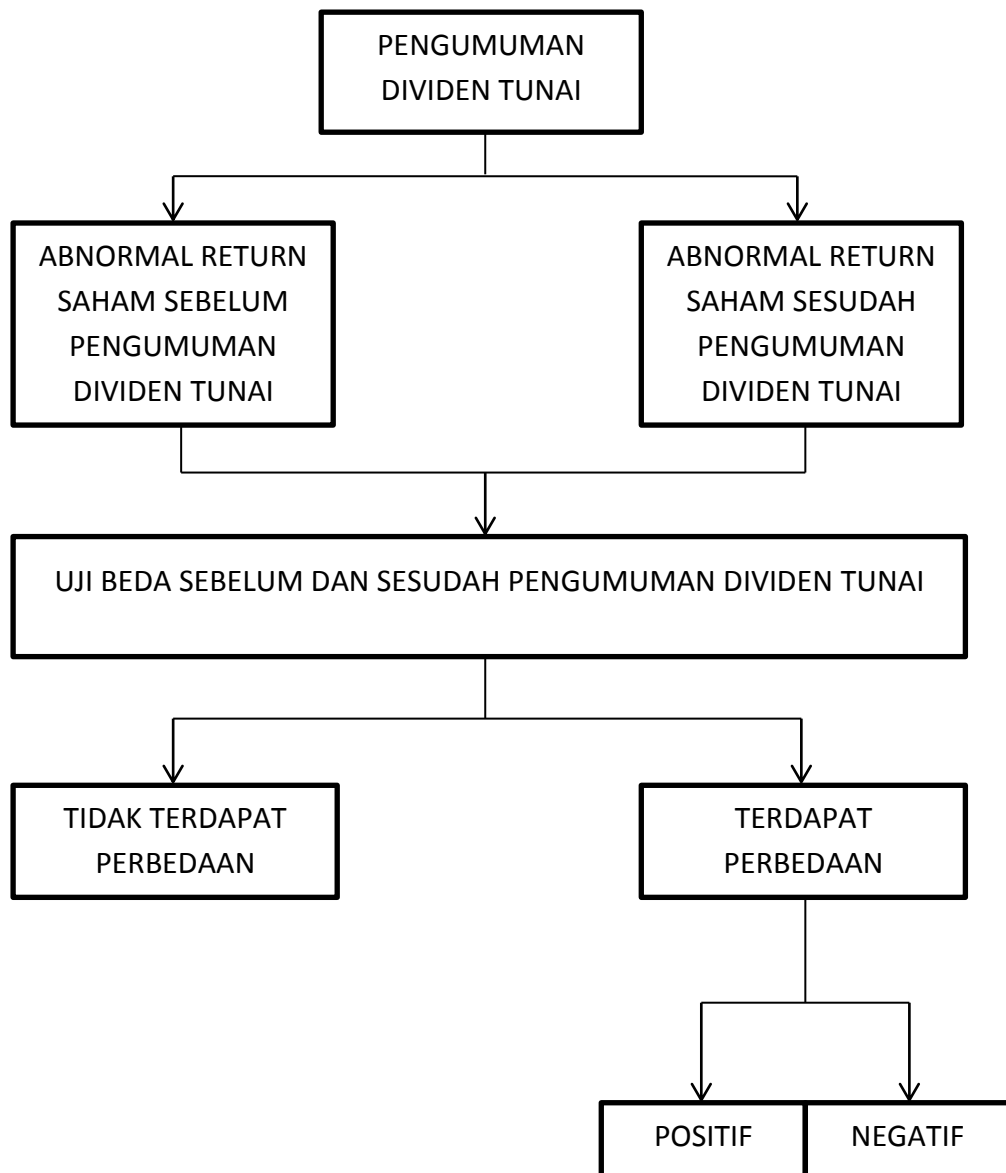 PENGUMUMAN
DIVIDEN TUNAI
ABNORMAL RETURN
SAHAM SEBELUM
PENGUMUMAN
DIVIDEN TUNAI
ABNORMAL RETURN
SAHAM SESUDAH
PENGUMUMAN
DIVIDEN TUNAI
UJI BEDA SEBELUM DAN SESUDAH PENGUMUMAN DIVIDEN TUNAI
TIDAK TERDAPAT
PERBEDAAN
TERDAPAT
PERBEDAAN
POSITIF
NEGATIF